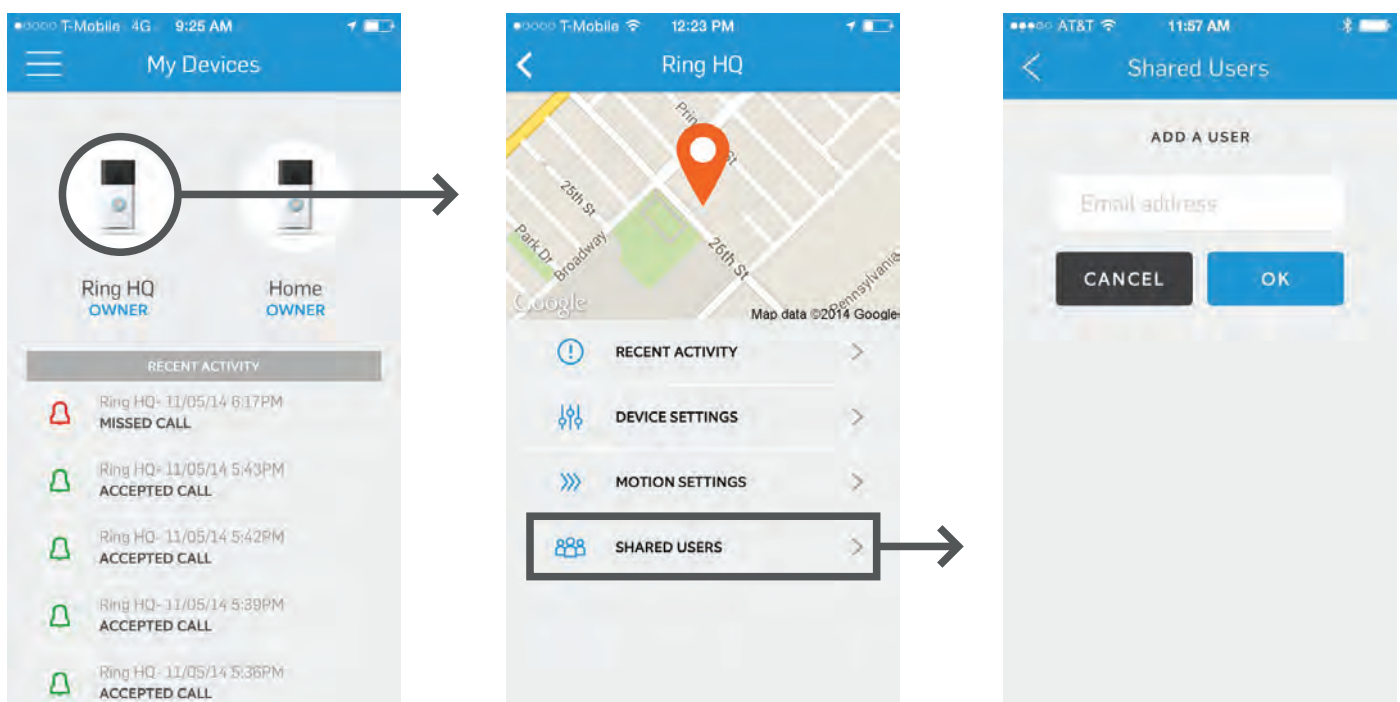 T-Mobile 4G 9:25 AM
My Devices
Ring HQ
OWNER
Home
OWNER
RECENT ACTIVITY
Ring HQ- 11/05/14 6:17PM
MISSED CALL
Ring HQ- 11/05/14 5:43PM
ACCEPTED CALL
Ring HQ- 11/05/14 5:42PM
ACCEPTED CALL
Ring HQ- 11/05/14 5:39PM
ACCEPTED CALL
Ring HQ- 11/05/14 5:36PM
ACCEPTED CALL
T-Mobile 12:23 PM
Ring HQ
St
25th St
Park Dr
Broadway
26th St
Pennsylvania
Google
Map data ©2014 Google
RECENT ACTIVITY
DEVICE SETTINGS
MOTION SETTINGS
SHARED USERS
AT&T 11:57 AM
Shared Users
ADD A USER
Email address
CANCEL
OK